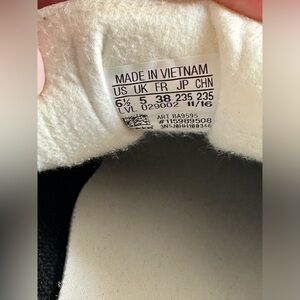 MADE IN VIETNAM
US UK FR JP CHN
6½ 5 38 235 235
LVL 029002 11/16
ART BA9595
#115989508